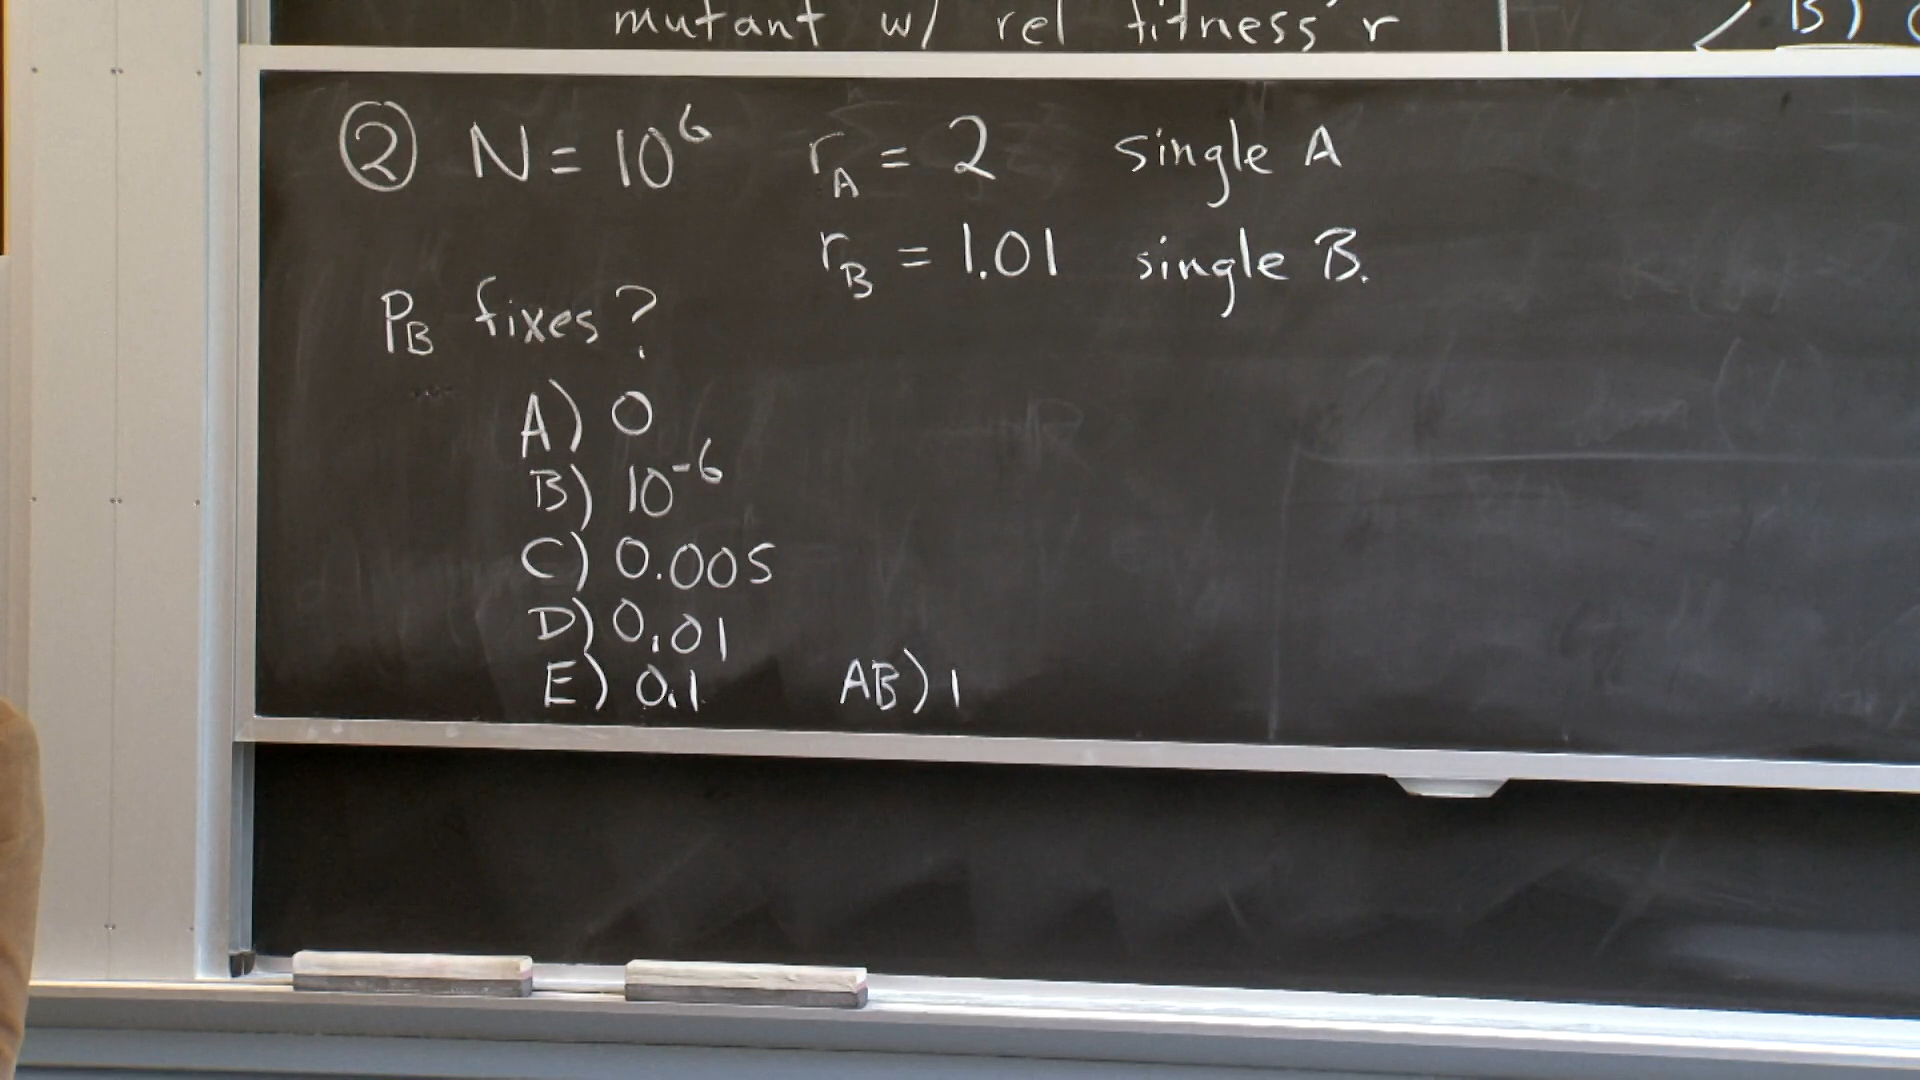 mutant w/ rel fitness r
B)
② N = 10⁶ r_A = 2 single A
r_B = 1.01 single B.
P_B fixes?
A) 0
B) 10⁻⁶
C) 0.005
D) 0.01
E) 0.1 AB) 1